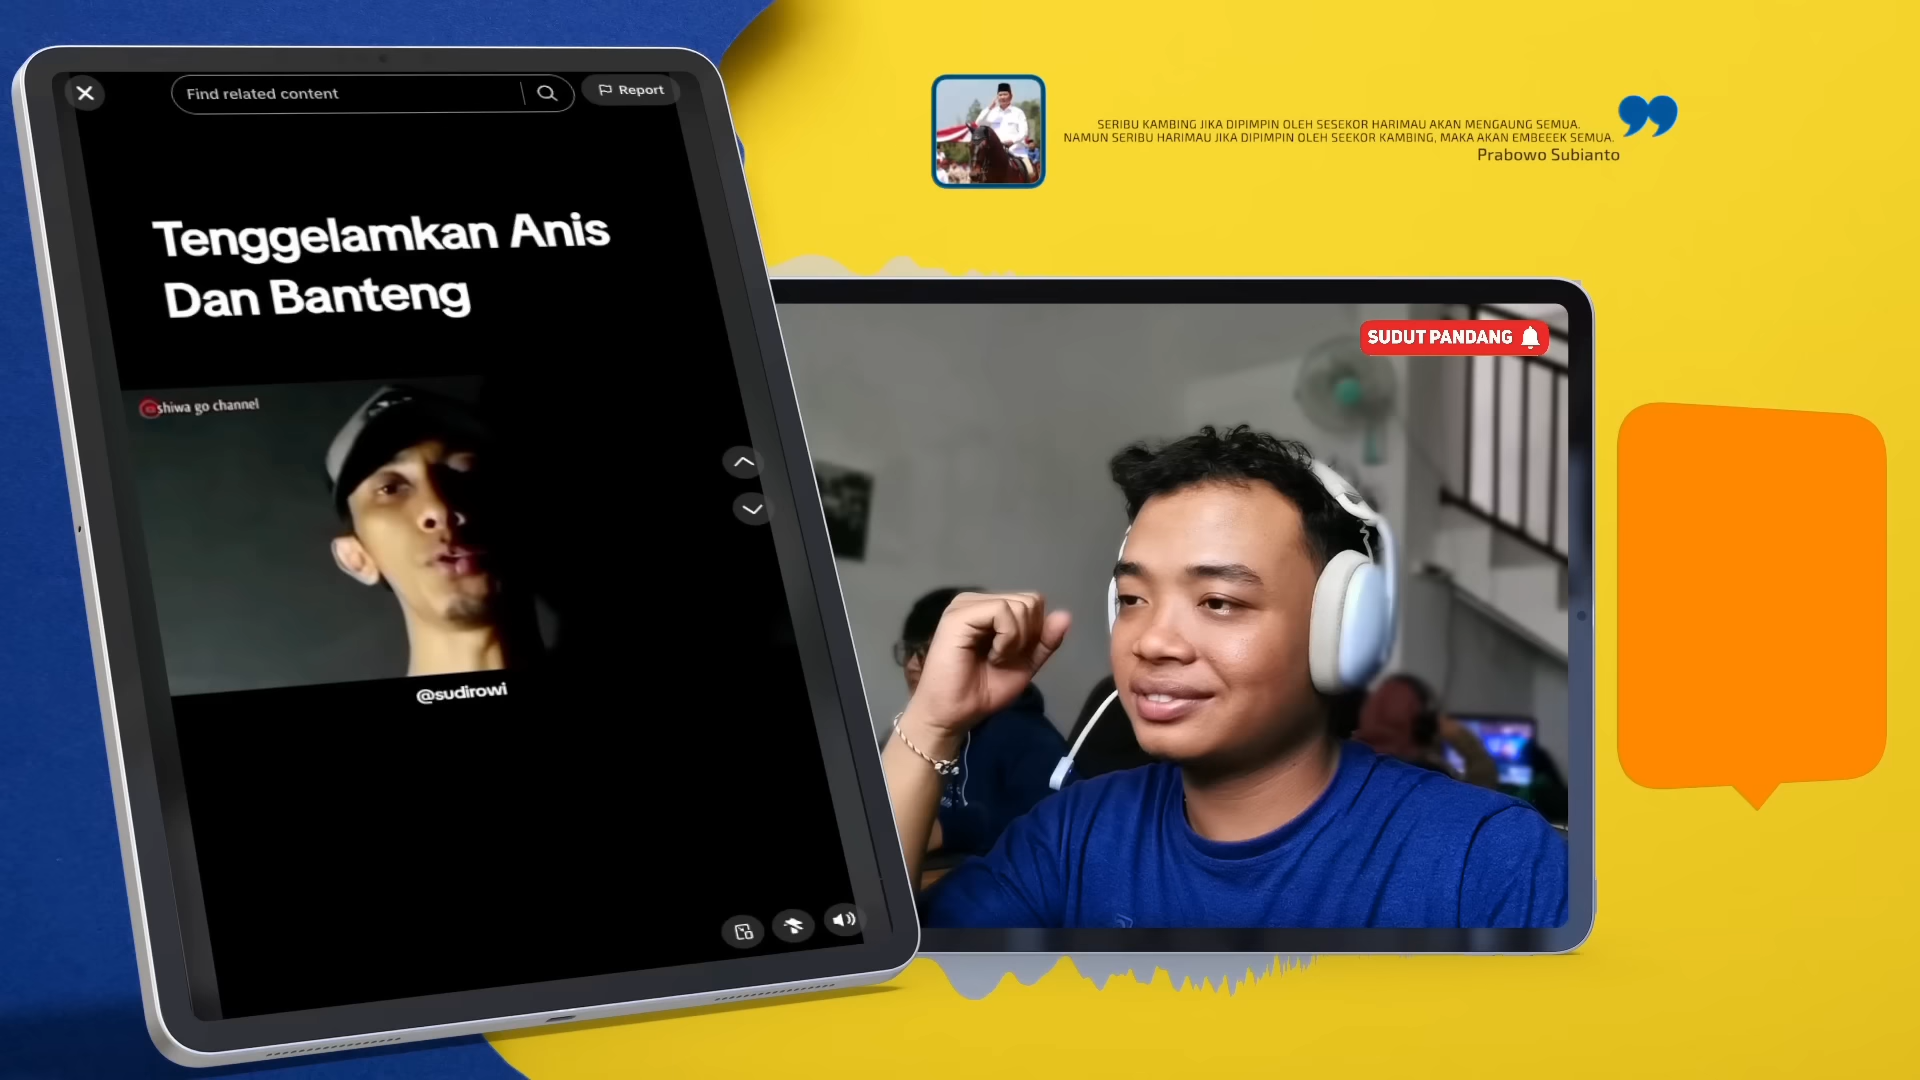 Find related content
Report
Tenggelamkan Anis
Dan Banteng
shiwa go channel
@sudirowi
SERIBU KAMBING JIKA DIPIMPIN OLEH SESEKOR HARIMAU AKAN MENGAUNG SEMUA.
NAMUN SERIBU HARIMAU JIKA DIPIMPIN OLEH SEEKOR KAMBING, MAKA AKAN EMBEEEK SEMUA.
Prabowo Subianto
SUDUT PANDANG